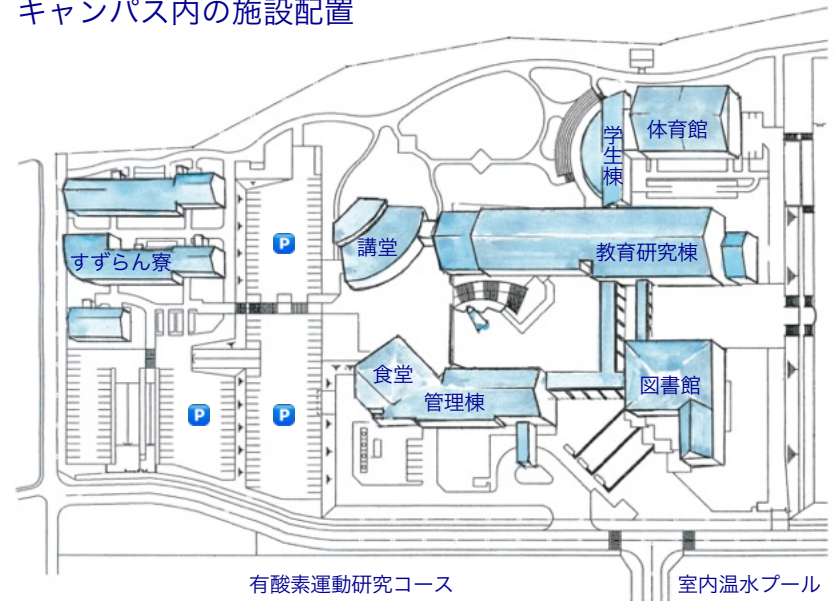 キャンパス内の施設配置
体育館
学生棟
P
講堂
教育研究棟
すずらん寮
食堂
図書館
管理棟
P
P
有酸素運動研究コース
室内温水プール